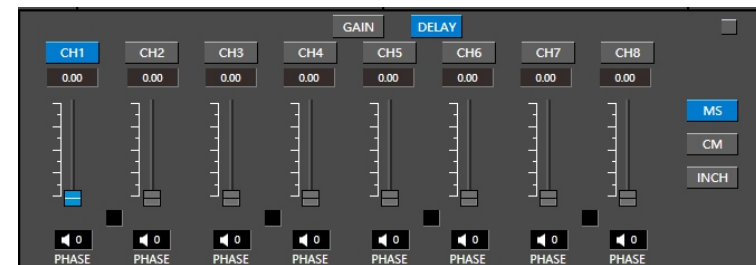 GAIN DELAY
CH1 CH2 CH3 CH4 CH5 CH6 CH7 CH8
0.00 0.00 0.00 0.00 0.00 0.00 0.00 0.00
MS
CM
INCH
0 0 0 0 0 0 0 0
PHASE PHASE PHASE PHASE PHASE PHASE PHASE PHASE